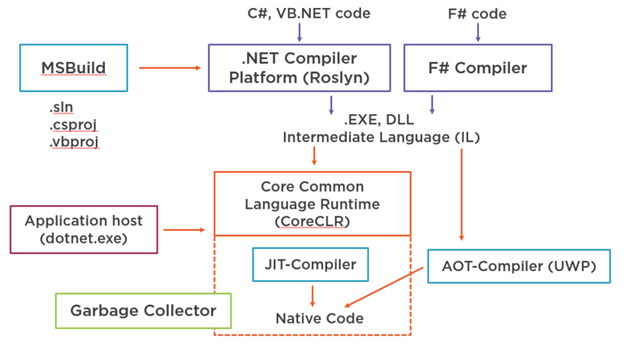 C#, VB.NET code
F# code
MSBuild
.NET Compiler
Platform (Roslyn)
F# Compiler
.sln
.csproj
.vbproj
.EXE, DLL
Intermediate Language (IL)
Core Common
Language Runtime
(CoreCLR)
Application host
(dotnet.exe)
JIT-Compiler
AOT-Compiler (UWP)
Garbage Collector
Native Code